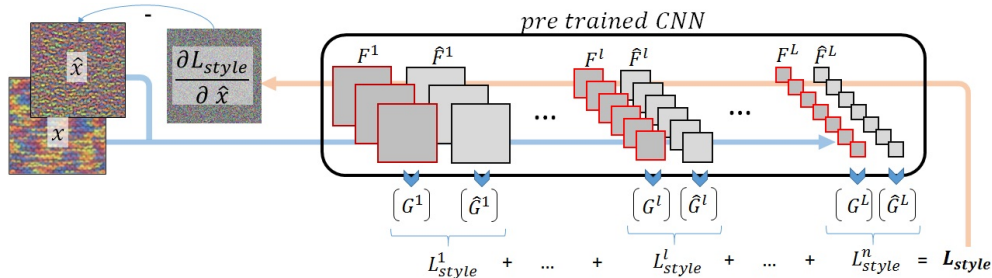 pre trained CNN
-
x̂
x
∂L_style
∂ x̂
F^1 F̂^1 ... F^l F̂^l ... F^L F̂^L
[G^1] [Ĝ^1] [G^l] [Ĝ^l] [G^L] [Ĝ^L]
L^1_style + ... + L^l_style + ... + L^n_style = L_style